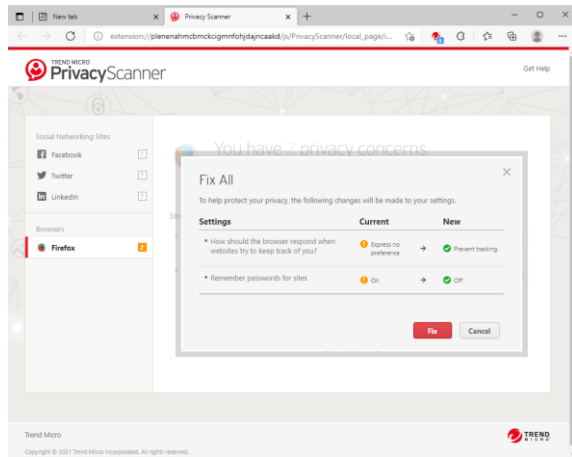 New tab
Privacy Scanner
extension://plenenahmcbmckcigmnfohjdajncaakd/js/PrivacyScanner/local_page/i...
TREND MICRO
PrivacyScanner
Get Help
Social Networking Sites
Facebook
Twitter
LinkedIn
Browsers
Firefox
2
You have 2 privacy concerns.
Fix All
To help protect your privacy, the following changes will be made to your settings.
Settings Current New
• How should the browser respond when
websites try to keep track of you?
Express no
preference
→ Prevent tracking
• Remember passwords for sites
On → Off
Fix Cancel
Trend Micro
Copyright © 2021 Trend Micro Incorporated. All rights reserved.
TREND
MICRO